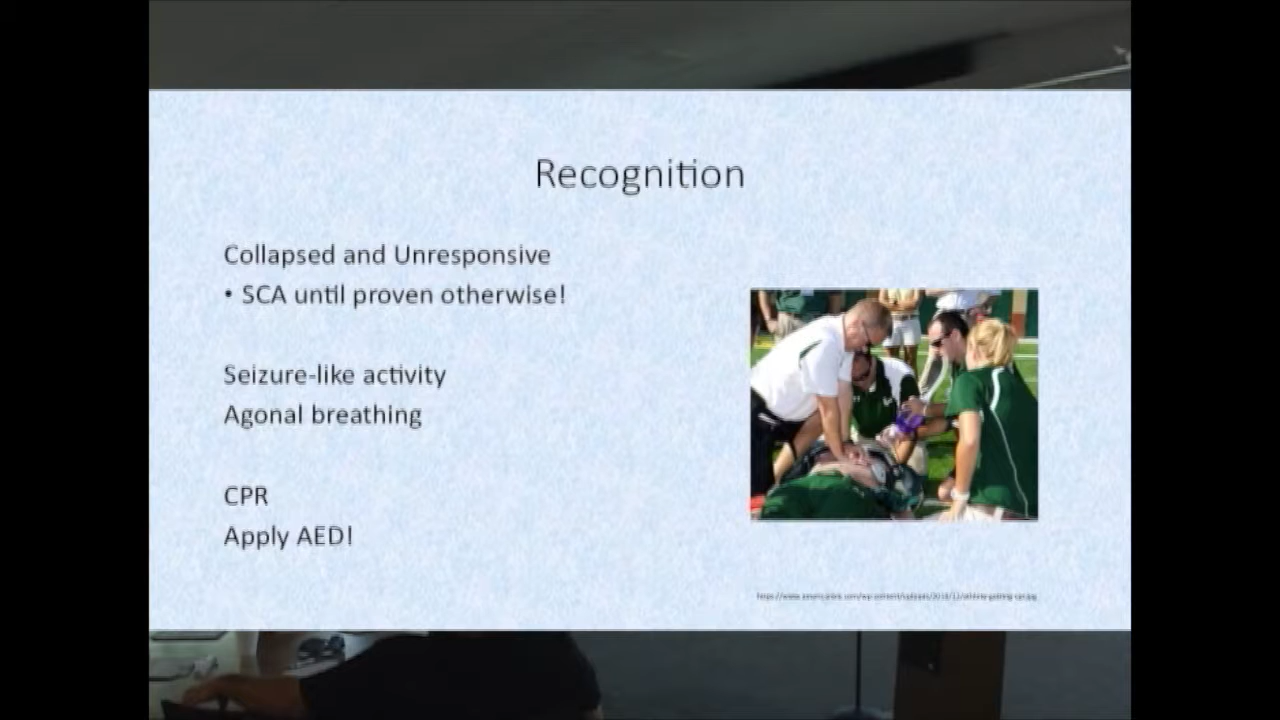 Recognition
Collapsed and Unresponsive
• SCA until proven otherwise!
Seizure-like activity
Agonal breathing
CPR
Apply AED!